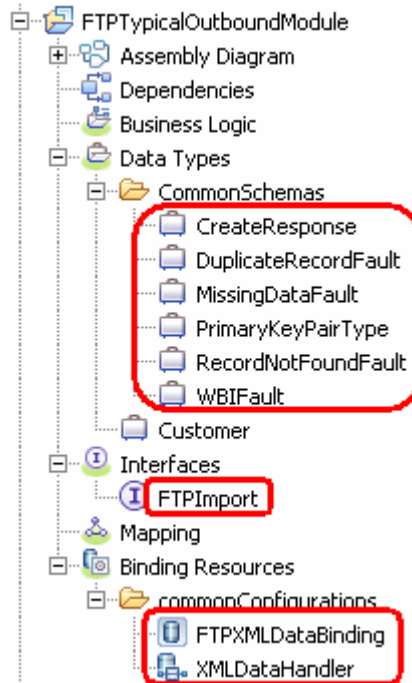 FTPTypicalOutboundModule
Assembly Diagram
Dependencies
Business Logic
Data Types
CommonSchemas
CreateResponse
DuplicateRecordFault
MissingDataFault
PrimaryKeyPairType
RecordNotFoundFault
WBIFault
Customer
Interfaces
FTPImport
Mapping
Binding Resources
commonConfigurations
FTPXMLDataBinding
XMLDataHandler